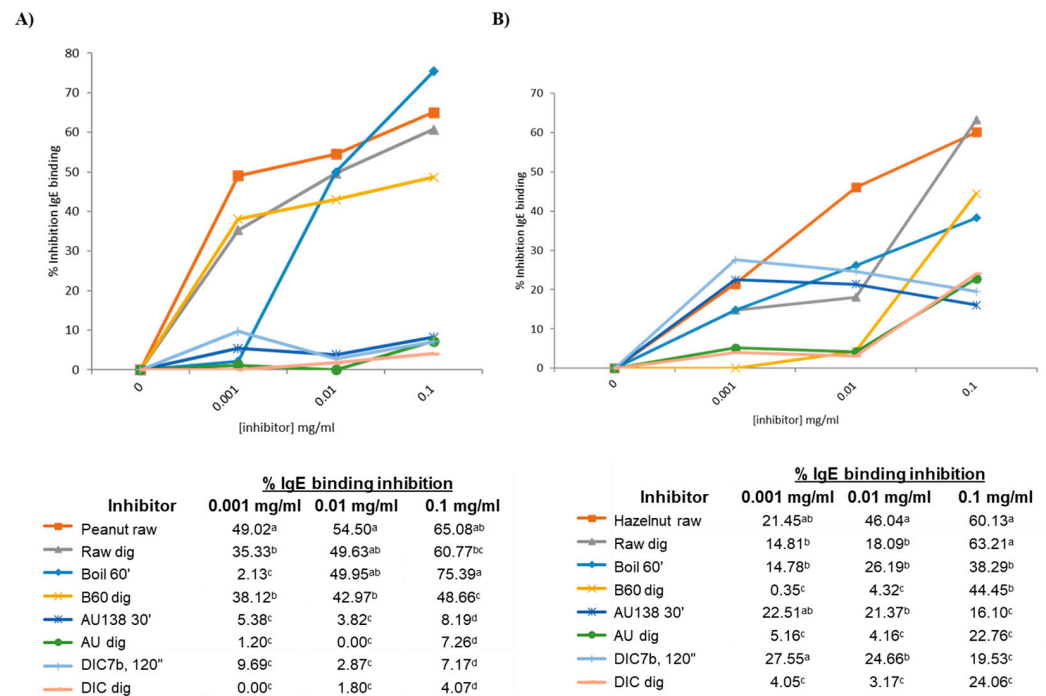 A)
B)
80
70
60
50
40
30
20
10
0
% Inhibition IgE binding
0
0.001
0.01
0.1
[inhibitor] mg/ml
70
60
50
40
30
20
10
0
% Inhibition IgE binding
0
0.001
0.01
0.1
[inhibitor] mg/ml
% IgE binding inhibition
Inhibitor 0.001 mg/ml 0.01 mg/ml 0.1 mg/ml
Peanut raw 49.02ᵃ 54.50ᵃ 65.08ᵃᵇ
Raw dig 35.33ᵇ 49.63ᵃᵇ 60.77ᵇᶜ
Boil 60' 2.13ᶜ 49.95ᵃᵇ 75.39ᵃ
B60 dig 38.12ᵇ 42.97ᵇ 48.66ᶜ
AU138 30' 5.38ᶜ 3.82ᶜ 8.19ᵈ
AU dig 1.20ᶜ 0.00ᶜ 7.26ᵈ
DIC7b, 120" 9.69ᶜ 2.87ᶜ 7.17ᵈ
DIC dig 0.00ᶜ 1.80ᶜ 4.07ᵈ
% IgE binding inhibition
Inhibitor 0.001 mg/ml 0.01 mg/ml 0.1 mg/ml
Hazelnut raw 21.45ᵃᵇ 46.04ᵃ 60.13ᵃ
Raw dig 14.81ᵇ 18.09ᵇ 63.21ᵃ
Boil 60' 14.78ᵇ 26.19ᵇ 38.29ᵇ
B60 dig 0.35ᶜ 4.32ᶜ 44.45ᵇ
AU138 30' 22.51ᵃᵇ 21.37ᵇ 16.10ᶜ
AU dig 5.16ᶜ 4.16ᶜ 22.76ᶜ
DIC7b, 120" 27.55ᵃ 24.66ᵇ 19.53ᶜ
DIC dig 4.05ᶜ 3.17ᶜ 24.06ᶜ